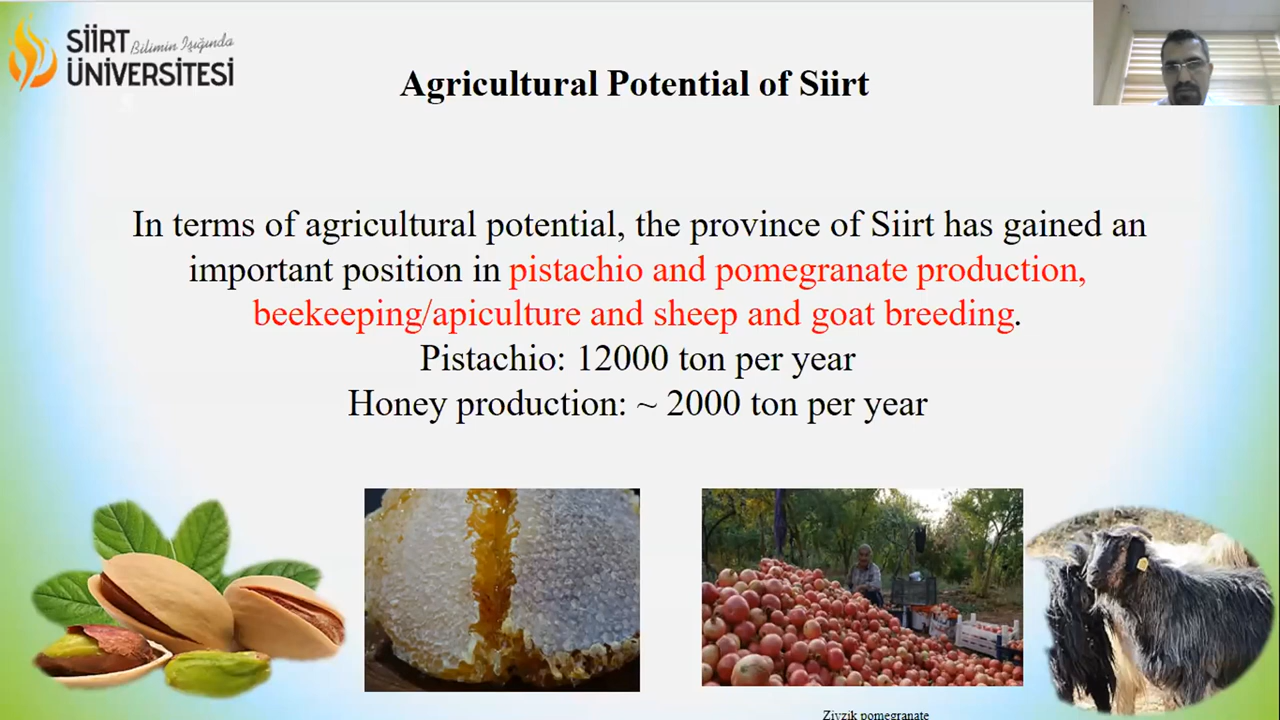 SİİRT Bilimin Işığında
ÜNİVERSİTESİ
Agricultural Potential of Siirt
In terms of agricultural potential, the province of Siirt has gained an
important position in pistachio and pomegranate production,
beekeeping/apiculture and sheep and goat breeding.
Pistachio: 12000 ton per year
Honey production: ~ 2000 ton per year
Zivzik pomegranate